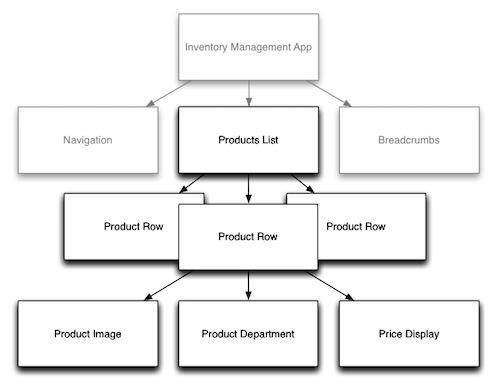 Inventory Management App
Navigation
Products List
Breadcrumbs
Product Row
Product Row
Product Row
Product Image
Product Department
Price Display